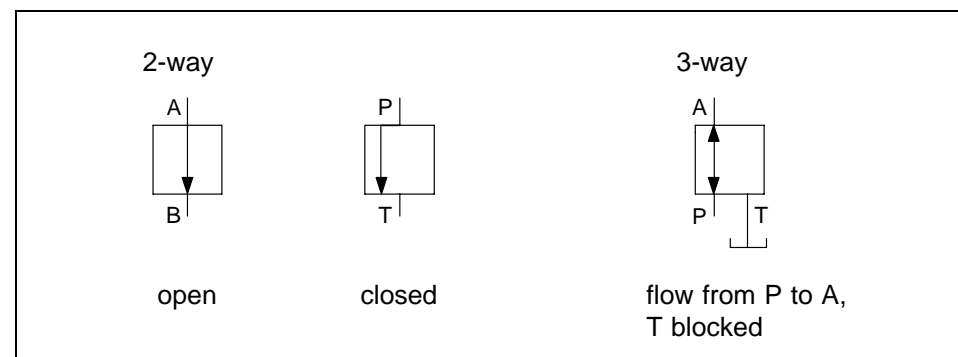 2-way
3-way
A
P
A
B
T
P
T
open
closed
flow from P to A,
T blocked